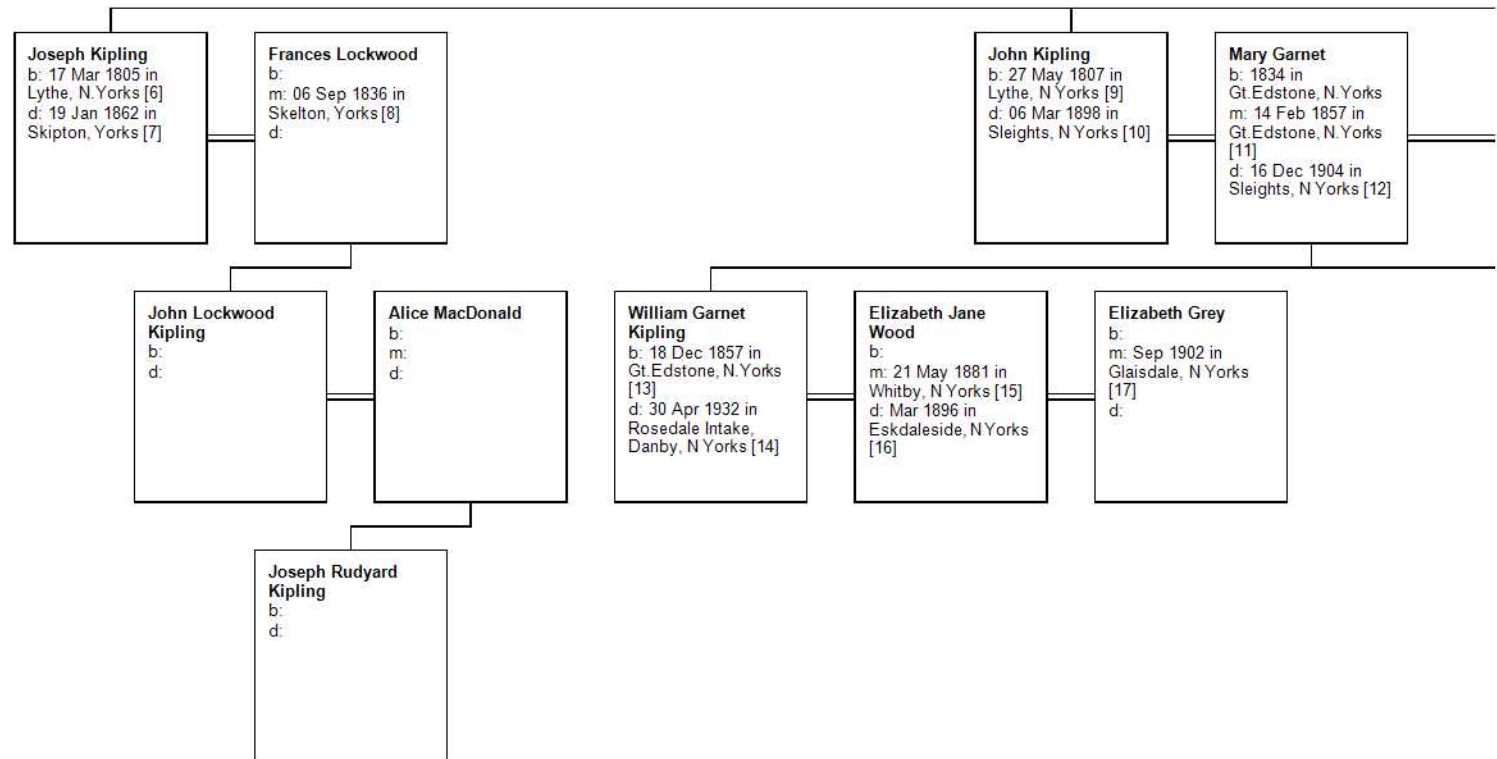 Joseph Kipling
b: 17 Mar 1805 in
Lythe, N.Yorks [6]
d: 19 Jan 1862 in
Skipton, Yorks [7]
Frances Lockwood
b:
m: 06 Sep 1836 in
Skelton, Yorks [8]
d:
John Kipling
b: 27 May 1807 in
Lythe, N Yorks [9]
d: 06 Mar 1898 in
Sleights, N Yorks [10]
Mary Garnet
b: 1834 in
Gt.Edstone, N.Yorks
m: 14 Feb 1857 in
Gt.Edstone, N.Yorks
[11]
d: 16 Dec 1904 in
Sleights, N Yorks [12]
John Lockwood
Kipling
b:
d:
Alice MacDonald
b:
m:
d:
William Garnet
Kipling
b: 18 Dec 1857 in
Gt.Edstone, N.Yorks
[13]
d: 30 Apr 1932 in
Rosedale Intake,
Danby, N Yorks [14]
Elizabeth Jane
Wood
b:
m: 21 May 1881 in
Whitby, N Yorks [15]
d: Mar 1896 in
Eskdaleside, N Yorks
[16]
Elizabeth Grey
b:
m: Sep 1902 in
Glaisdale, N Yorks
[17]
d:
Joseph Rudyard
Kipling
b:
d: